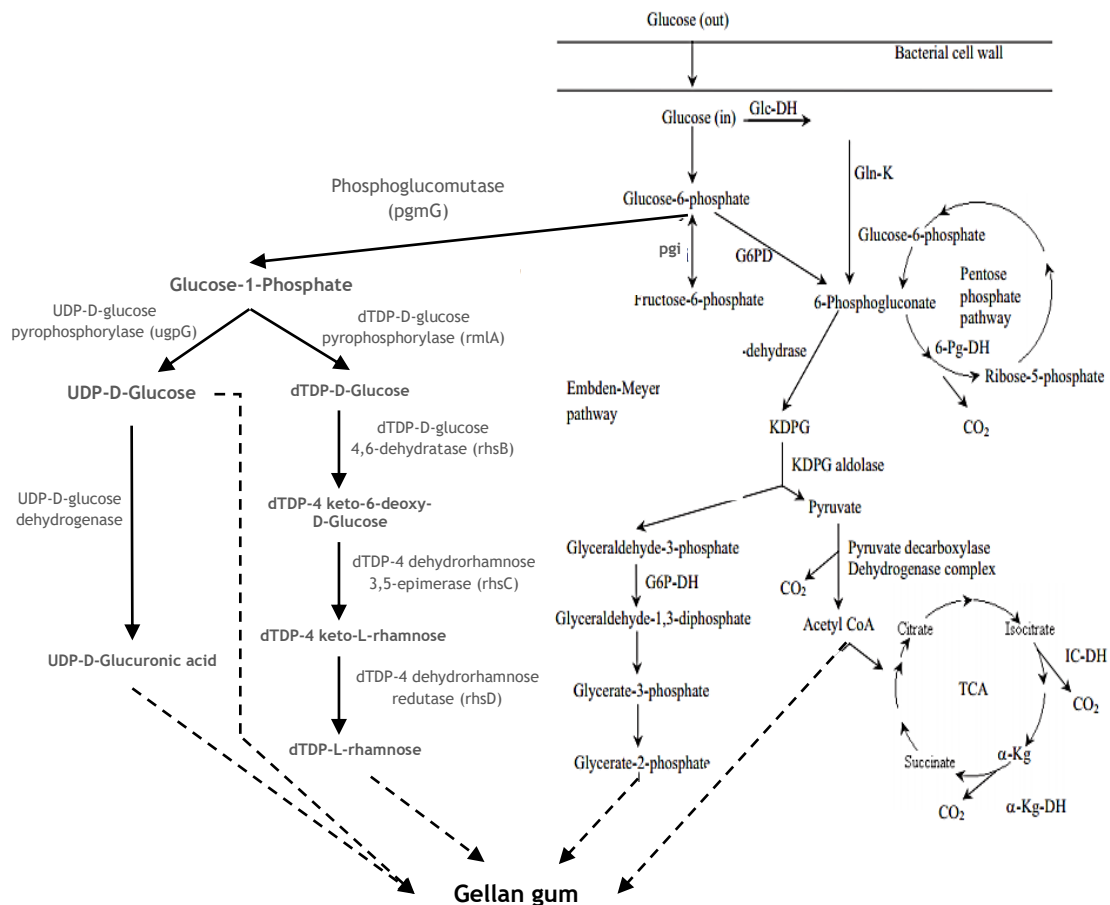 Glucose (out)
Bacterial cell wall
Glucose (in)
Glc-DH
Gln-K
Phosphoglucomutase
(pgmG)
Glucose-6-phosphate
pgi
G6PD
Glucose-6-phosphate
Pentose
phosphate
pathway
Glucose-1-Phosphate
Fructose-6-phosphate
6-Phosphogluconate
UDP-D-glucose
pyrophosphorylase (ugpG)
dTDP-D-glucose
pyrophosphorylase (rmlA)
-dehydrase
6-Pg-DH
Ribose-5-phosphate
UDP-D-Glucose
dTDP-D-Glucose
Embden-Meyer
pathway
KDPG
CO2
dTDP-D-glucose
4,6-dehydratase (rhsB)
KDPG aldolase
UDP-D-glucose
dehydrogenase
dTDP-4 keto-6-deoxy-
D-Glucose
Pyruvate
Glyceraldehyde-3-phosphate
Pyruvate decarboxylase
Dehydrogenase complex
dTDP-4 dehydrorhamnose
3,5-epimerase (rhsC)
G6P-DH
CO2
Glyceraldehyde-1,3-diphosphate
Acetyl CoA
Citrate
Isocitrate
dTDP-4 keto-L-rhamnose
UDP-D-Glucuronic acid
IC-DH
dTDP-4 dehydrorhamnose
redutase (rhsD)
Glycerate-3-phosphate
TCA
CO2
dTDP-L-rhamnose
Glycerate-2-phosphate
Succinate
α-Kg
CO2
α-Kg-DH
Gellan gum